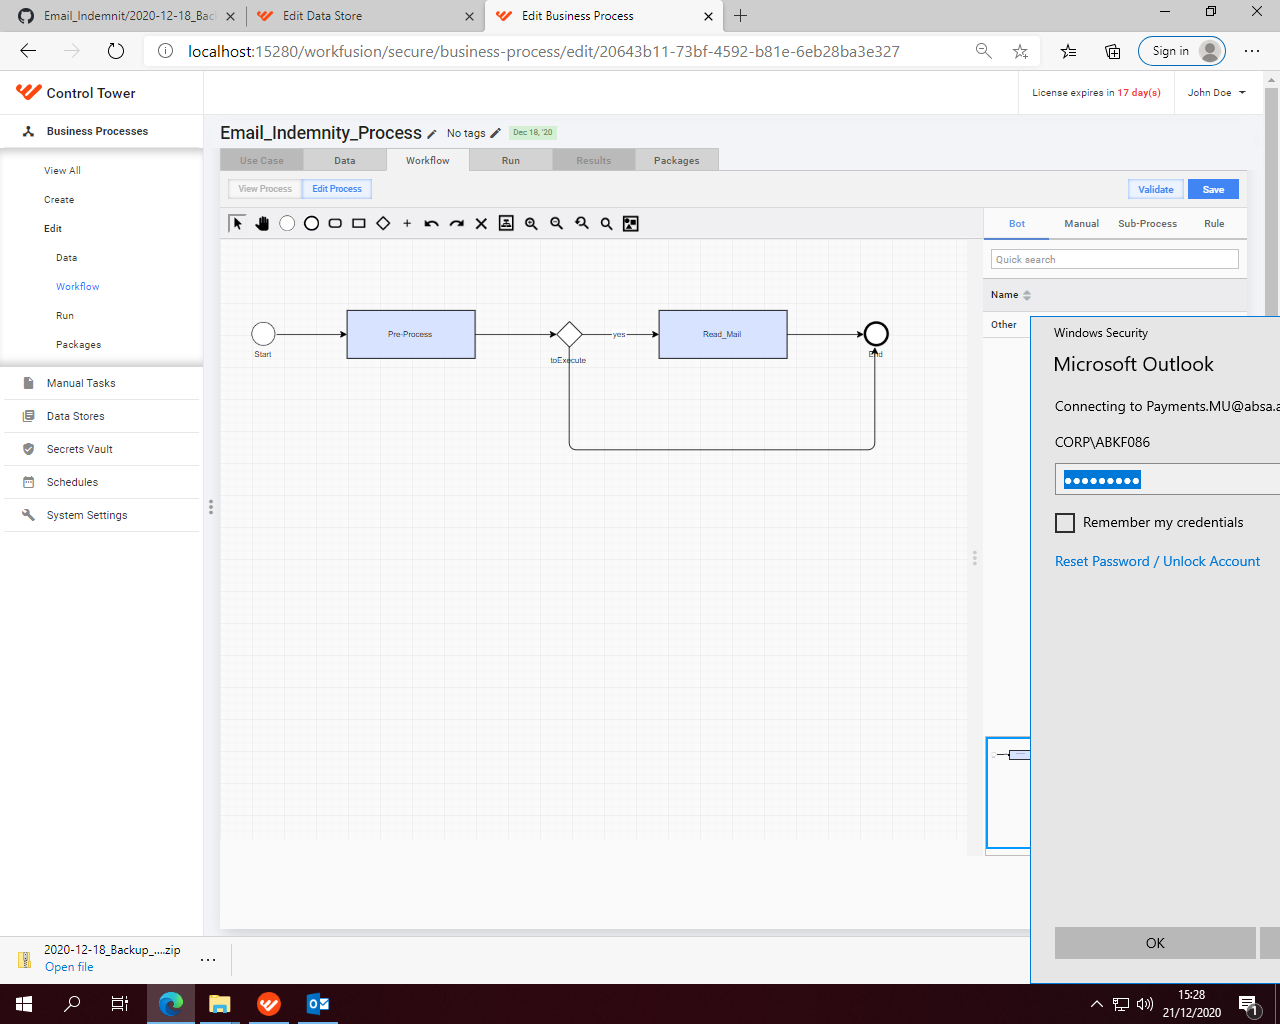 Email_Indemnit/2020-12-18_Bac
Edit Data Store
Edit Business Process
localhost:15280/workfusion/secure/business-process/edit/20643b11-73bf-4592-b81e-6eb28ba3e327
Sign in
Control Tower
License expires in 17 day(s)
John Doe
Business Processes
View All
Create
Edit
Data
Workflow
Run
Packages
Manual Tasks
Data Stores
Secrets Vault
Schedules
System Settings
Email_Indemnity_Process
No tags
Dec 18, '20
Use Case
Data
Workflow
Run
Results
Packages
View Process
Edit Process
Validate
Save
Bot
Manual
Sub-Process
Rule
Quick search
Name
Other
Start
Pre-Process
toExecute
yes
Read_Mail
End
Windows Security
Microsoft Outlook
Connecting to Payments.MU@absa.a
CORP\ABKF086
Remember my credentials
Reset Password / Unlock Account
OK
2020-12-18_Backup_....zip
Open file
15:28
21/12/2020
1